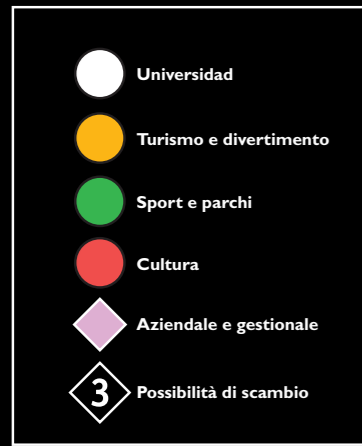 Universidad
Turismo e divertimento
Sport e parchi
Cultura
Aziendale e gestionale
3 Possibilità di scambio